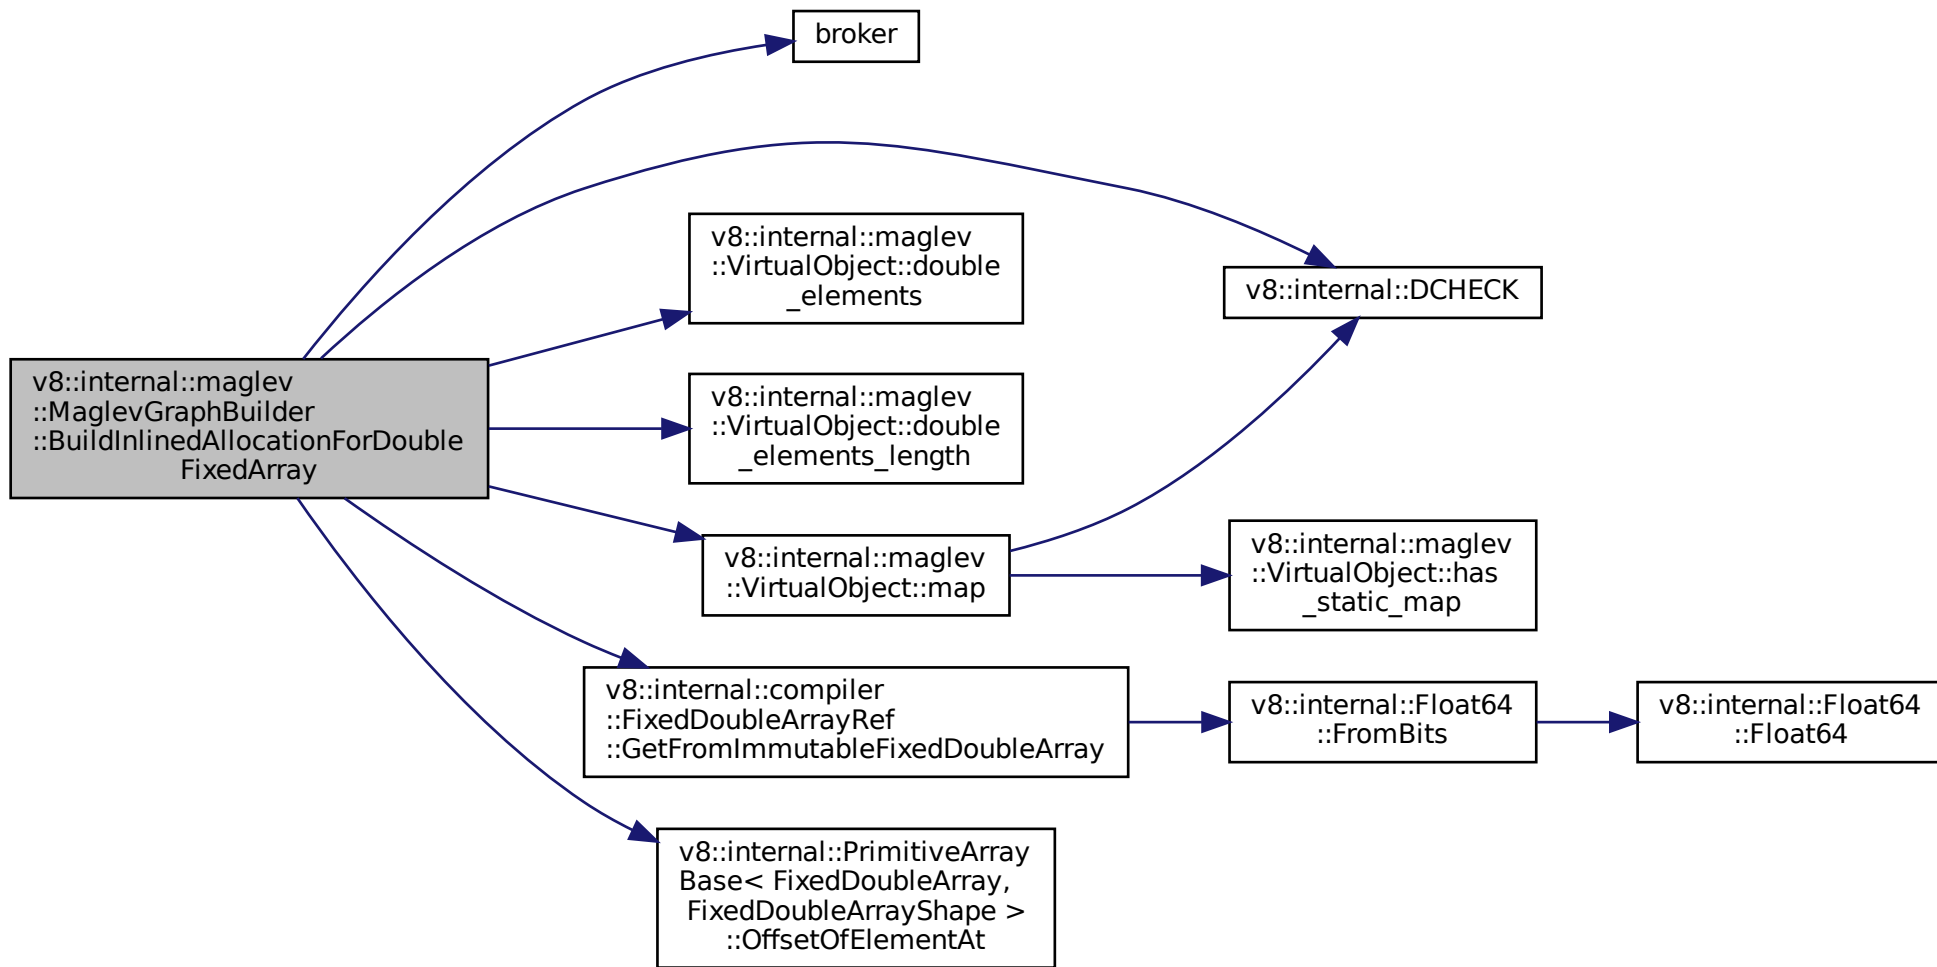 broker
v8::internal::maglev
::VirtualObject::double
_elements
v8::internal::DCHECK
v8::internal::maglev
::MaglevGraphBuilder
::BuildInlinedAllocationForDouble
FixedArray
v8::internal::maglev
::VirtualObject::double
_elements_length
v8::internal::maglev
::VirtualObject::map
v8::internal::maglev
::VirtualObject::has
_static_map
v8::internal::compiler
::FixedDoubleArrayRef
::GetFromImmutableFixedDoubleArray
v8::internal::Float64
::FromBits
v8::internal::Float64
::Float64
v8::internal::PrimitiveArray
Base< FixedDoubleArray,
FixedDoubleArrayShape >
::OffsetOfElementAt